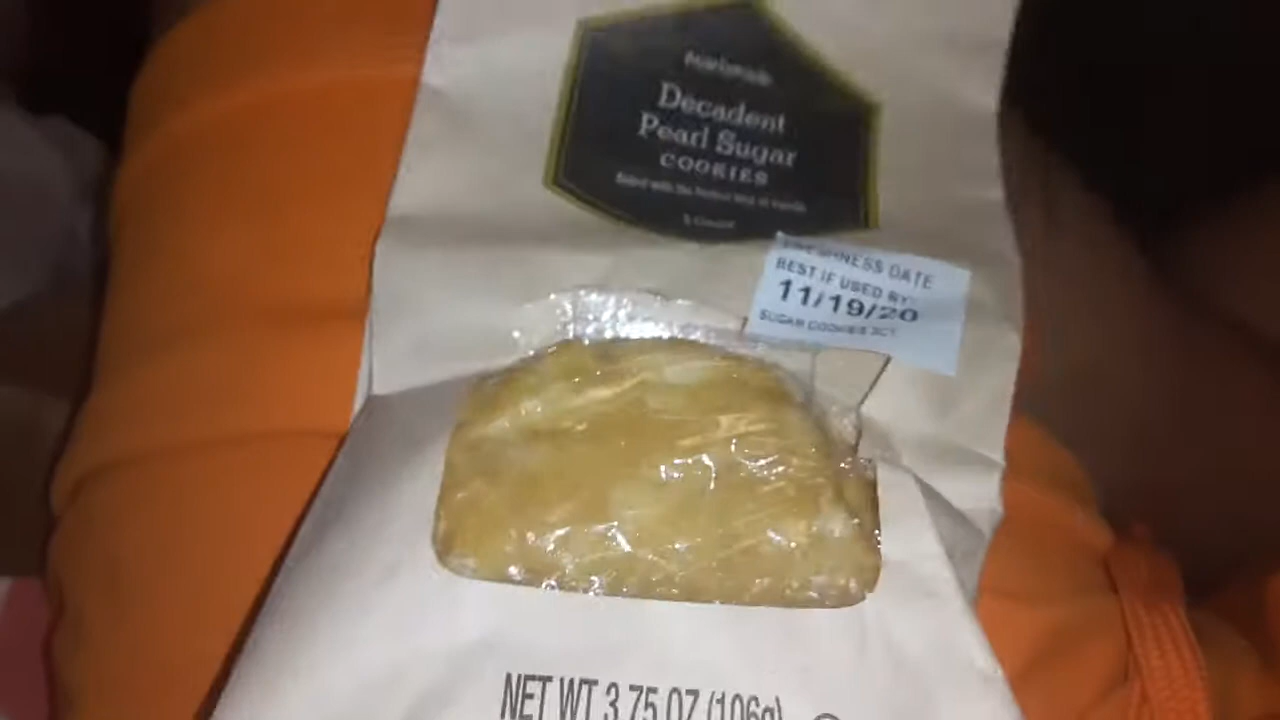 Decadent
Pearl Sugar
COOKIES
FRESHNESS DATE
BEST IF USED BY:
11/19/20
SUGAR COOKIES 3CT
NET WT 3.75 OZ (106g)